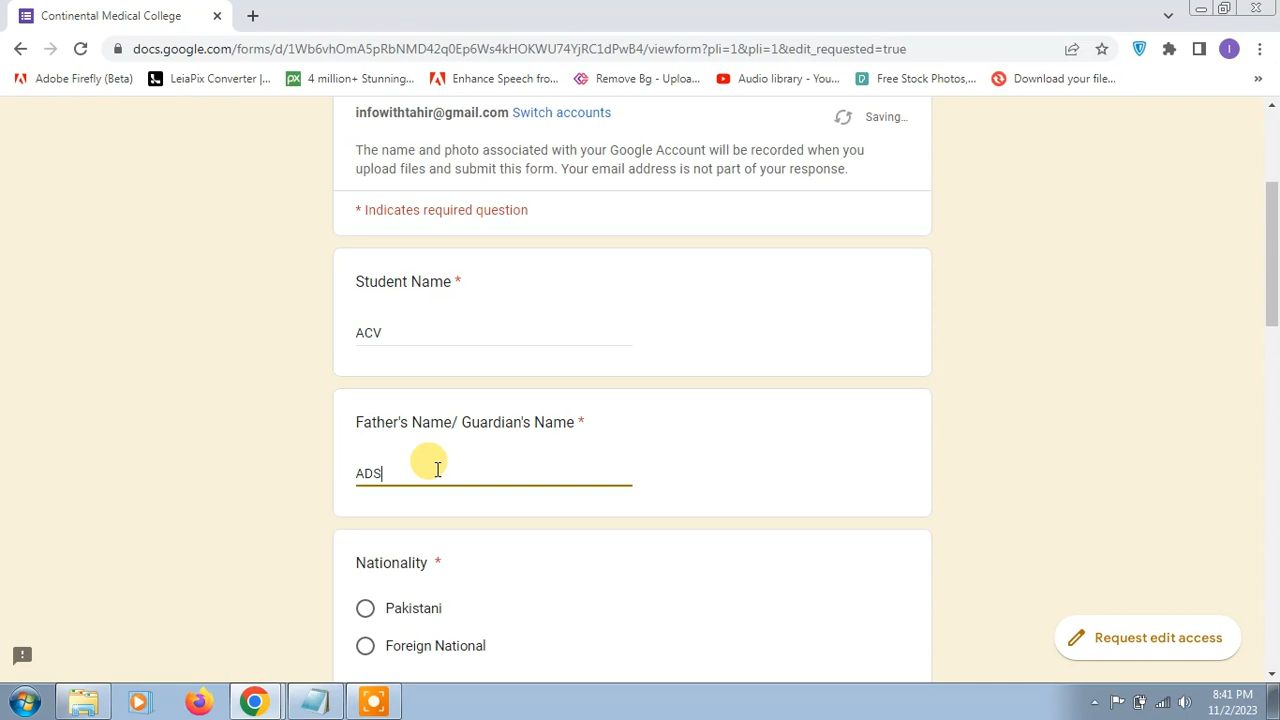 Continental Medical College
docs.google.com/forms/d/1Wb6vhOmA5pRbNMD42q0Ep6Ws4kHOKWU74YjRC1dPwB4/viewform?pli=1&pli=1&edit_requested=true
I
Adobe Firefly (Beta)
LeiaPix Converter |...
4 million+ Stunning...
Enhance Speech fro...
Remove Bg - Uploa...
Audio library - You...
Free Stock Photos,...
Download your file...
infowithtahir@gmail.com Switch accounts
Saving...
The name and photo associated with your Google Account will be recorded when you
upload files and submit this form. Your email address is not part of your response.
* Indicates required question
Student Name *
ACV
Father's Name/ Guardian's Name *
ADS
Nationality *
Pakistani
Foreign National
Request edit access
8:41 PM
11/2/2023